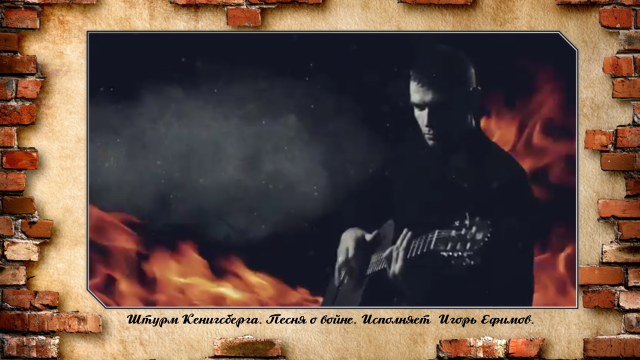 Штурм Кенигсберга. Песня о войне. Исполняет Игорь Ефимов.